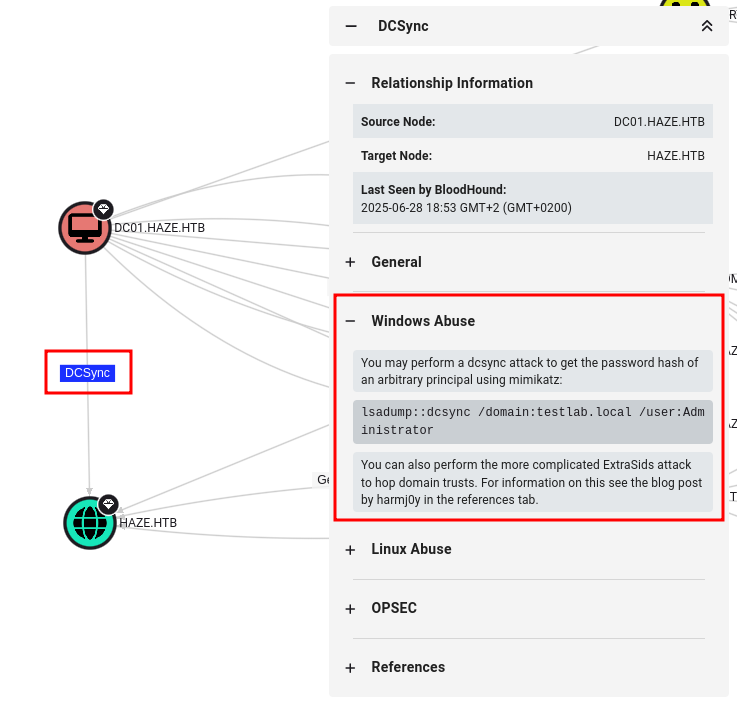 DCSync
Relationship Information
Source Node: DC01.HAZE.HTB
Target Node: HAZE.HTB
Last Seen by BloodHound:
2025-06-28 18:53 GMT+2 (GMT+0200)
General
Windows Abuse
You may perform a dcsync attack to get the password hash of
an arbitrary principal using mimikatz:
lsadump::dcsync /domain:testlab.local /user:Adm
inistrator
You can also perform the more complicated ExtraSids attack
to hop domain trusts. For information on this see the blog post
by harmj0y in the references tab.
Linux Abuse
OPSEC
References
DC01.HAZE.HTB
DCSync
HAZE.HTB